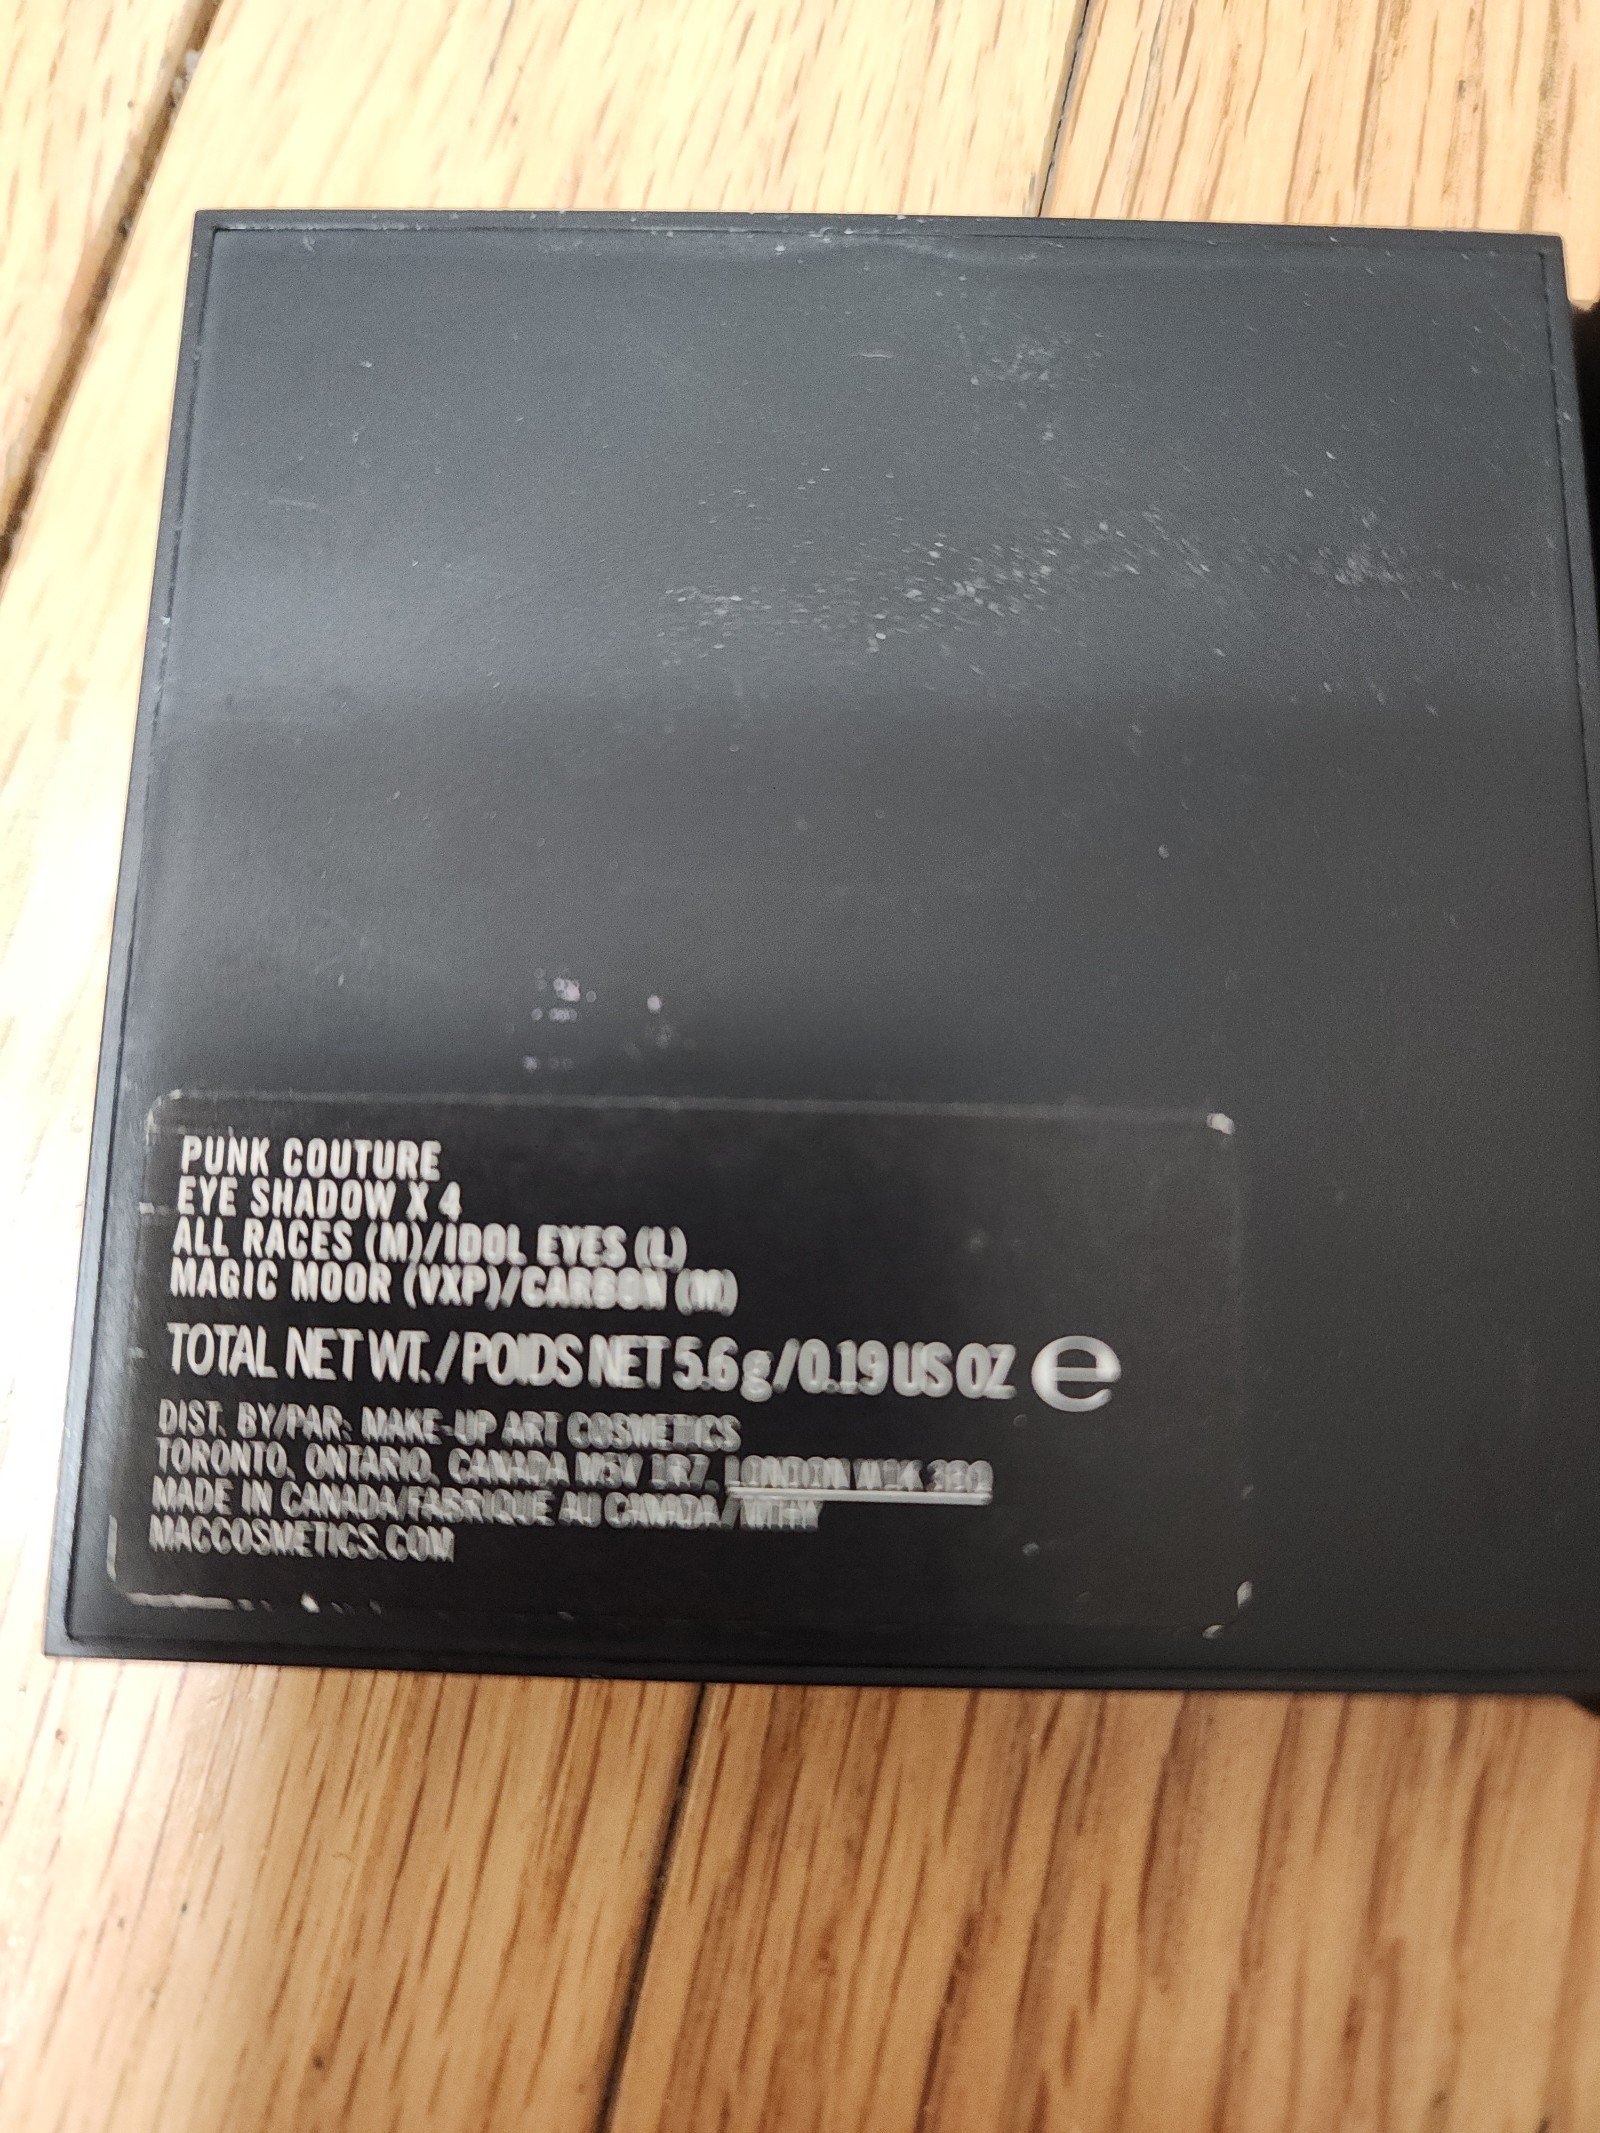 PUNK COUTURE
EYE SHADOW X 4
ALL RACES (M)/IDOL EYES (L)
MAGIC MOOR (VXP)/CARBON (M)
TOTAL NET WT./POIDS NET 5.6 g/0.19 US OZ e
DIST. BY/PAR: MAKE-UP ART COSMETICS
TORONTO, ONTARIO, CANADA M5V 1R7, LONDON W1K 3BQ
MADE IN CANADA/FABRIQUÉ AU CANADA/
MACCOSMETICS.COM